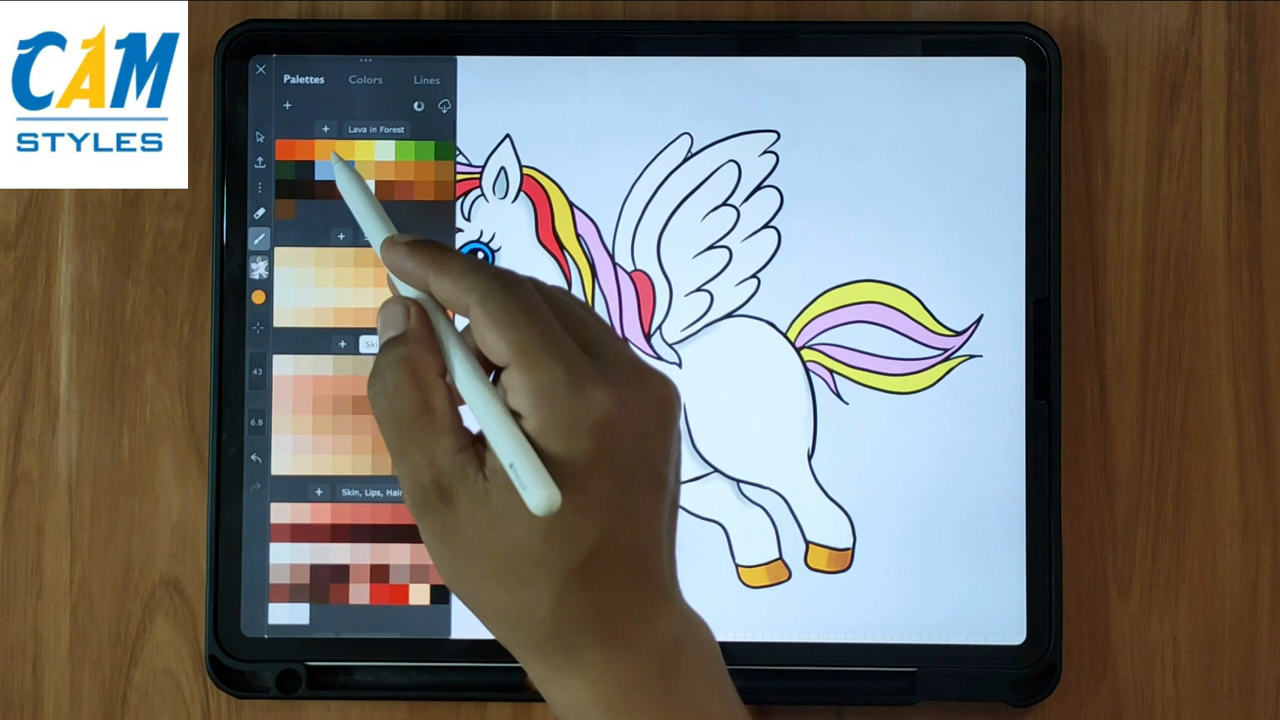 CAM
STYLES
Palettes Colors Lines
Lava in Forest
43
6.8
Skin, Lips, Hair